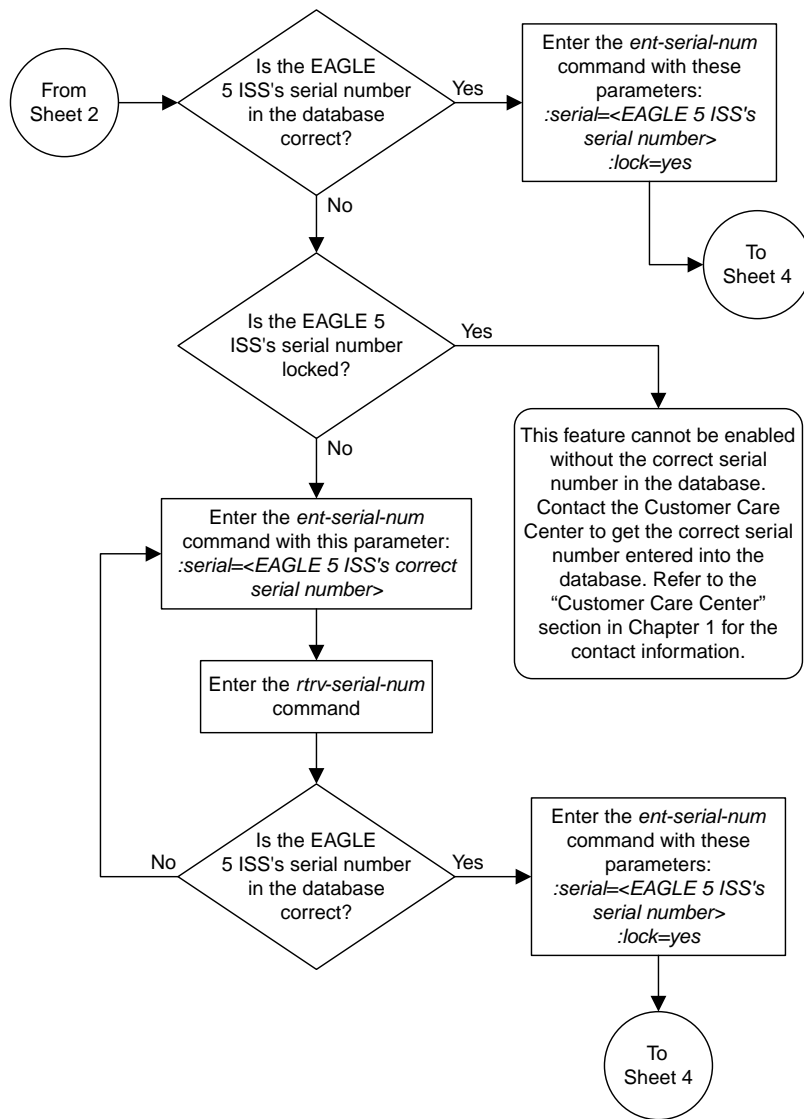 From
Sheet 2
Is the EAGLE
5 ISS's serial number
in the database
correct?
Yes
Enter the ent-serial-num
command with these
parameters:
:serial=<EAGLE 5 ISS's
serial number>
:lock=yes
To
Sheet 4
No
Is the EAGLE 5
ISS's serial number
locked?
Yes
This feature cannot be enabled
without the correct serial
number in the database.
Contact the Customer Care
Center to get the correct serial
number entered into the
database. Refer to the
“Customer Care Center”
section in Chapter 1 for the
contact information.
No
Enter the ent-serial-num
command with this parameter:
:serial=<EAGLE 5 ISS's correct
serial number>
Enter the rtrv-serial-num
command
Is the EAGLE
5 ISS's serial number
in the database
correct?
No
Yes
Enter the ent-serial-num
command with these
parameters:
:serial=<EAGLE 5 ISS's
serial number>
:lock=yes
To
Sheet 4